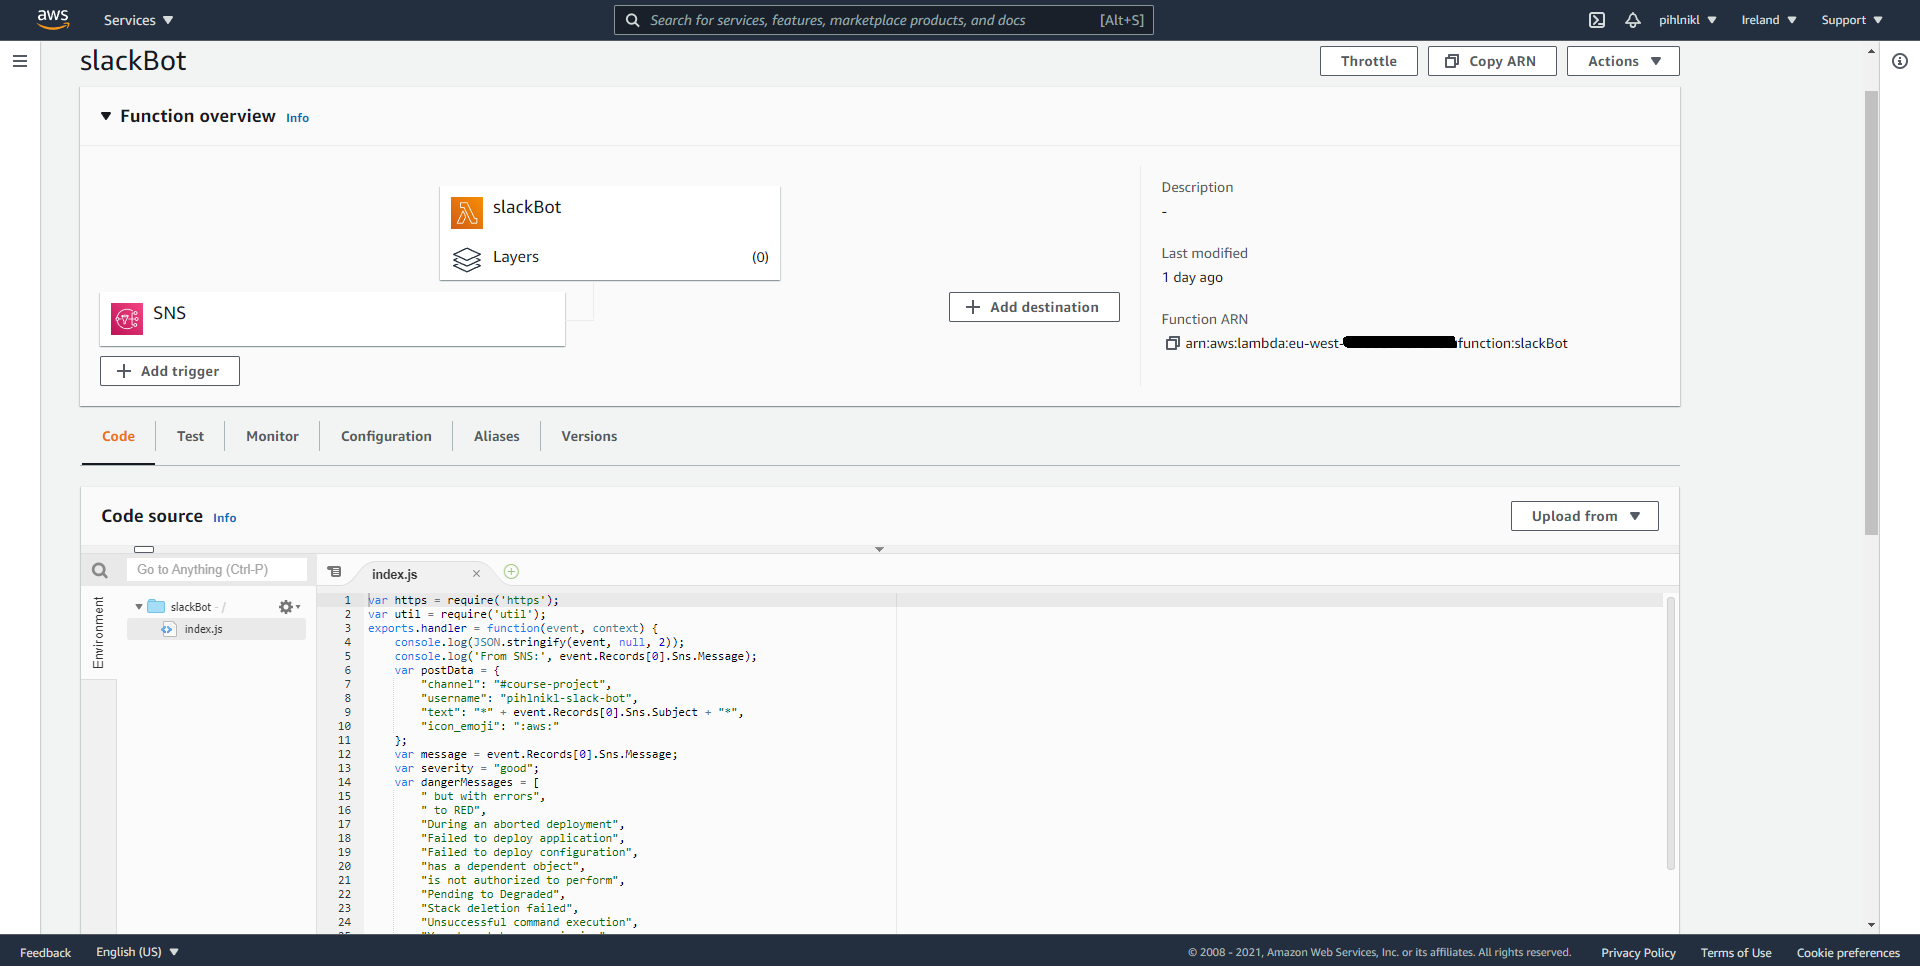 aws
Services
Search for services, features, marketplace products, and docs
[Alt+S]
pihlnikl
Ireland
Support
slackBot
Throttle
Copy ARN
Actions
Function overview Info
slackBot
Layers
(0)
SNS
Add trigger
Add destination
Description
-
Last modified
1 day ago
Function ARN
arn:aws:lambda:eu-west-
function:slackBot
Code
Test
Monitor
Configuration
Aliases
Versions
Code source Info
Upload from
Go to Anything (Ctrl-P)
Environment
slackBot - /
index.js
index.js
1 var https = require('https');
2 var util = require('util');
3 exports.handler = function(event, context) {
4 console.log(JSON.stringify(event, null, 2));
5 console.log('From SNS:', event.Records[0].Sns.Message);
6 var postData = {
7 "channel": "#course-project",
8 "username": "pihlnikl-slack-bot",
9 "text": "*" + event.Records[0].Sns.Subject + "*",
10 "icon_emoji": ":aws:"
11 };
12 var message = event.Records[0].Sns.Message;
13 var severity = "good";
14 var dangerMessages = [
15 " but with errors",
16 " to RED",
17 "During an aborted deployment",
18 "Failed to deploy application",
19 "Failed to deploy configuration",
20 "has a dependent object",
21 "is not authorized to perform",
22 "Pending to Degraded",
23 "Stack deletion failed",
24 "Unsuccessful command execution",
Feedback
English (US)
© 2008 - 2021, Amazon Web Services, Inc. or its affiliates. All rights reserved.
Privacy Policy
Terms of Use
Cookie preferences